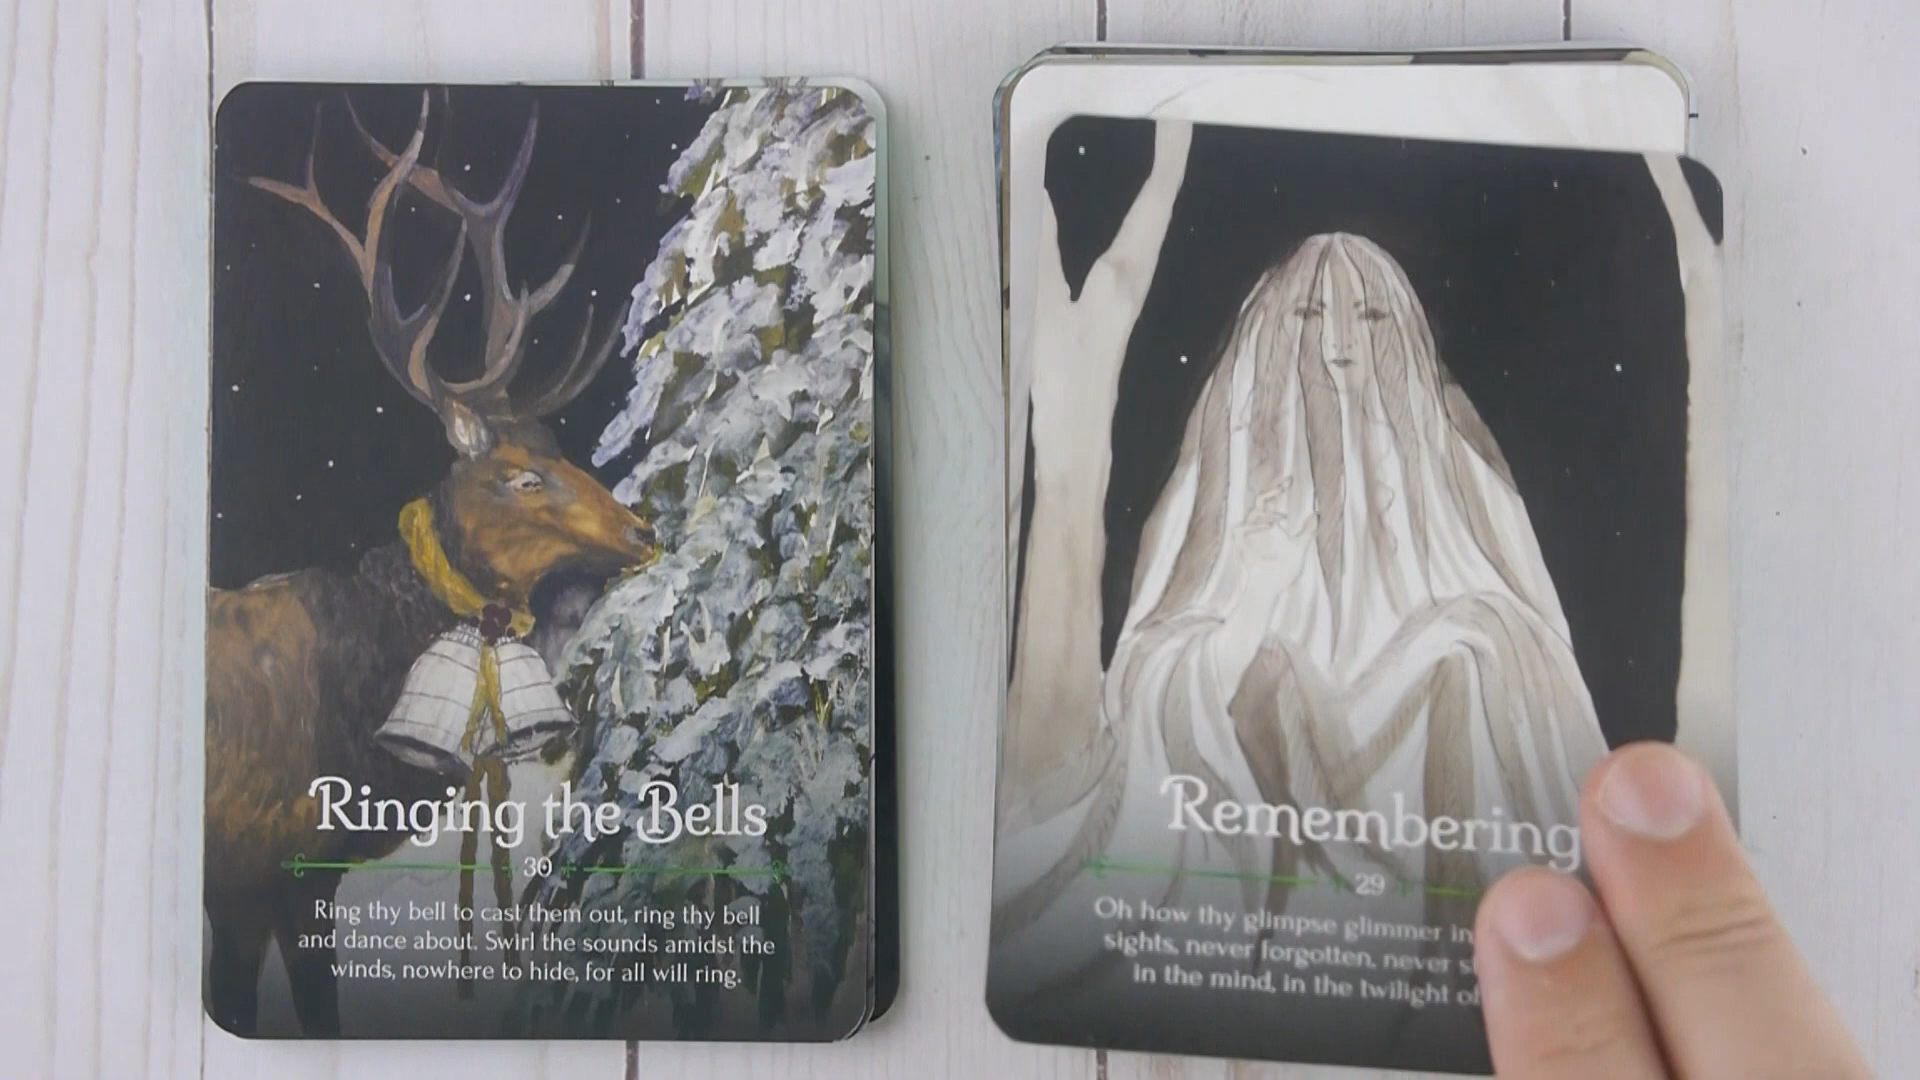 Ringing the Bells
30
Ring thy bell to cast them out, ring thy bell
and dance about. Swirl the sounds amidst the
winds, nowhere to hide, for all will ring.
Remembering
29
Oh how thy glimpse glimmer in
sights, never forgotten, never
in the mind, in the twilight of